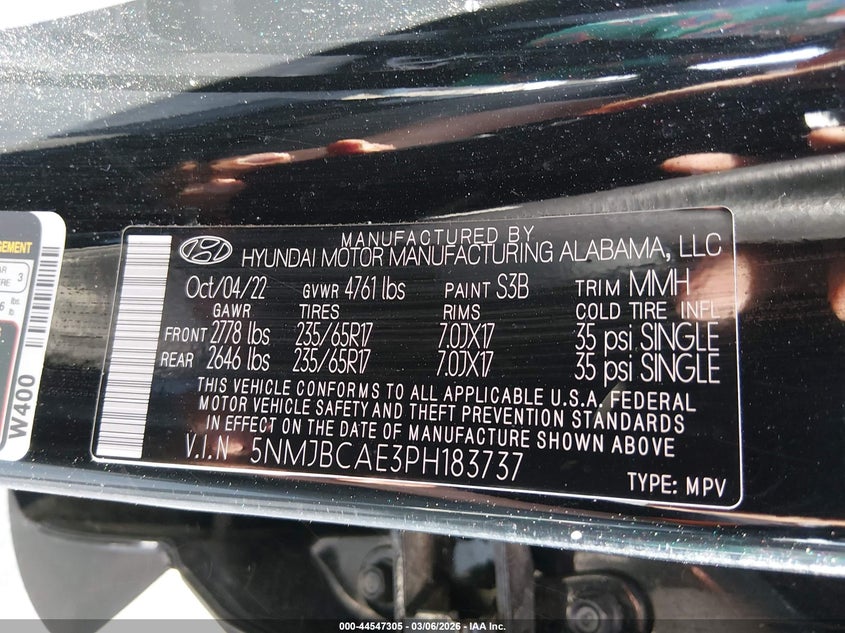 MANUFACTURED BY
HYUNDAI MOTOR MANUFACTURING ALABAMA, LLC
Oct/04/22 GVWR 4761 lbs PAINT S3B TRIM MMH
GAWR TIRES RIMS COLD TIRE INFL
FRONT 2778 lbs 235/65R17 7.0JX17 35 psi SINGLE
REAR 2646 lbs 235/65R17 7.0JX17 35 psi SINGLE
THIS VEHICLE CONFORMS TO ALL APPLICABLE U.S.A. FEDERAL
MOTOR VEHICLE SAFETY AND THEFT PREVENTION STANDARDS
IN EFFECT ON THE DATE OF MANUFACTURE SHOWN ABOVE
V.I.N 5NMJBCAE3PH183737
TYPE: MPV
W400
3
lbs.
000-44547305 - 03/06/2026 - IAA Inc.